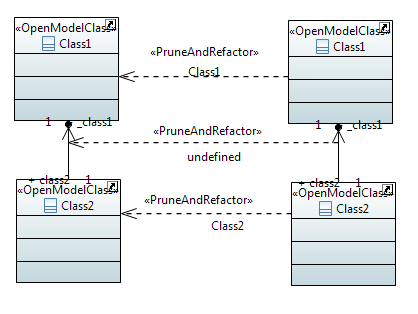 «OpenModelClass»
Class1
«OpenModelClass»
Class1
«PruneAndRefactor»
Class1
1
_class1
1
_class1
«PruneAndRefactor»
undefined
+ class2
1
+ class2
1
«OpenModelClass»
Class2
«OpenModelClass»
Class2
«PruneAndRefactor»
Class2